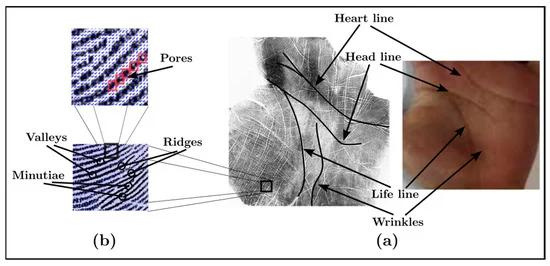 Heart line
Head line
Pores
Valleys
Ridges
Minutiae
Life line
Wrinkles
(b)
(a)